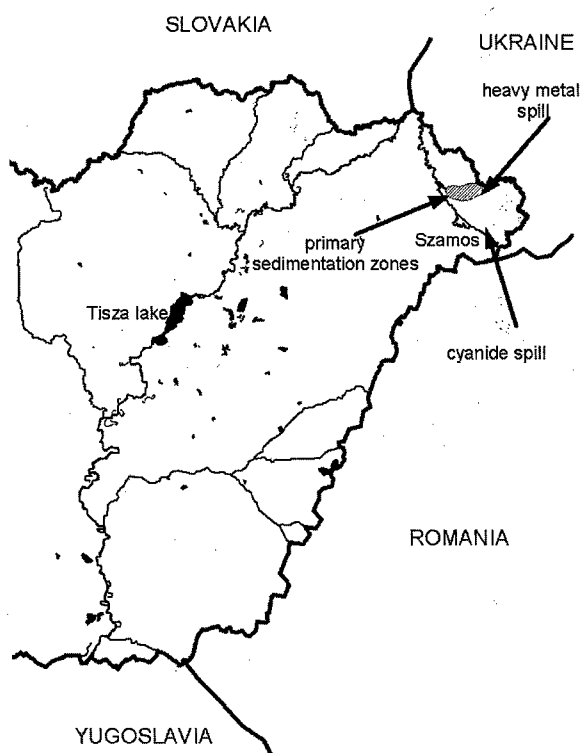 SLOVAKIA
UKRAINE
heavy metal
spill
primary
sedimentation zones
Szamos
Tisza lake
cyanide spill
ROMANIA
YUGOSLAVIA